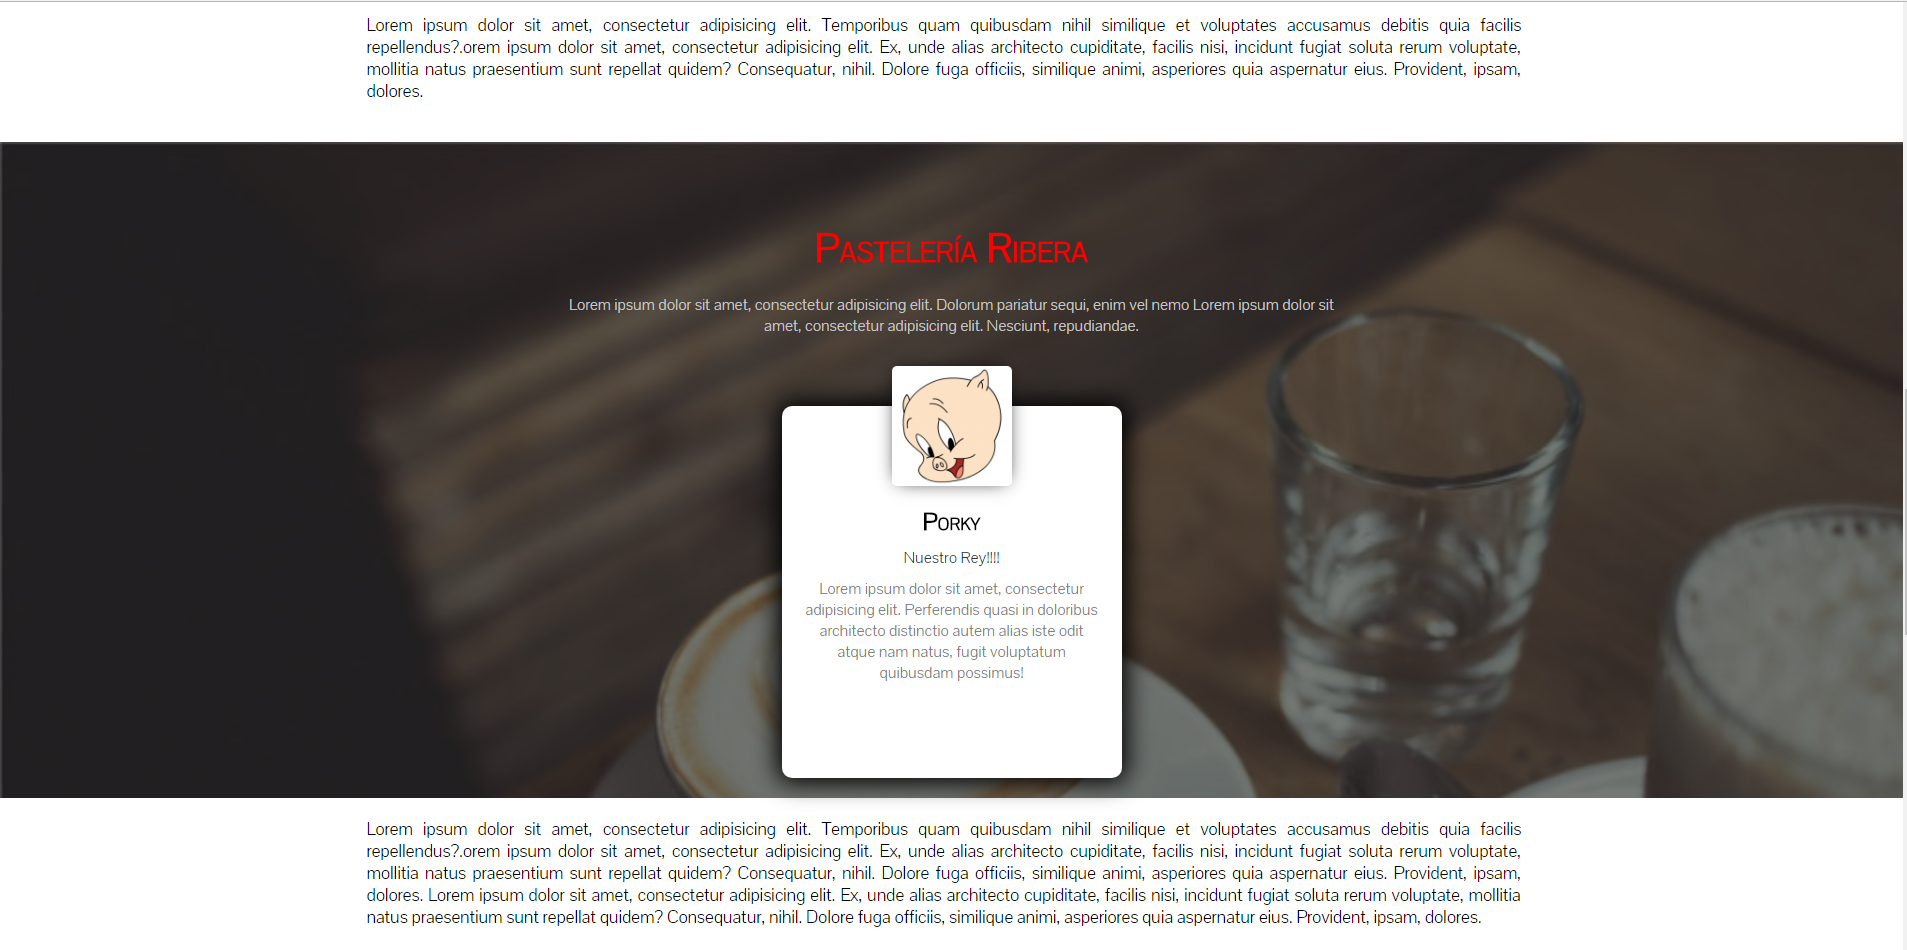 Lorem ipsum dolor sit amet, consectetur adipisicing elit. Temporibus quam quibusdam nihil similique et voluptates accusamus debitis quia facilis
repellendus?.orem ipsum dolor sit amet, consectetur adipisicing elit. Ex, unde alias architecto cupiditate, facilis nisi, incidunt fugiat soluta rerum voluptate,
mollitia natus praesentium sunt repellat quidem? Consequatur, nihil. Dolore fuga officiis, similique animi, asperiores quia aspernatur eius. Provident, ipsam,
dolores.
Pastelería Ribera
Lorem ipsum dolor sit amet, consectetur adipisicing elit. Dolorum pariatur sequi, enim vel nemo Lorem ipsum dolor sit
amet, consectetur adipisicing elit. Nesciunt, repudiandae.
Porky
Nuestro Rey!!!!
Lorem ipsum dolor sit amet, consectetur
adipisicing elit. Perferendis quasi in doloribus
architecto distinctio autem alias iste odit
atque nam natus, fugit voluptatum
quibusdam possimus!
Lorem ipsum dolor sit amet, consectetur adipisicing elit. Temporibus quam quibusdam nihil similique et voluptates accusamus debitis quia facilis
repellendus?.orem ipsum dolor sit amet, consectetur adipisicing elit. Ex, unde alias architecto cupiditate, facilis nisi, incidunt fugiat soluta rerum voluptate,
mollitia natus praesentium sunt repellat quidem? Consequatur, nihil. Dolore fuga officiis, similique animi, asperiores quia aspernatur eius. Provident, ipsam,
dolores. Lorem ipsum dolor sit amet, consectetur adipisicing elit. Ex, unde alias architecto cupiditate, facilis nisi, incidunt fugiat soluta rerum voluptate, mollitia
natus praesentium sunt repellat quidem? Consequatur, nihil. Dolore fuga officiis, similique animi, asperiores quia aspernatur eius. Provident, ipsam, dolores.